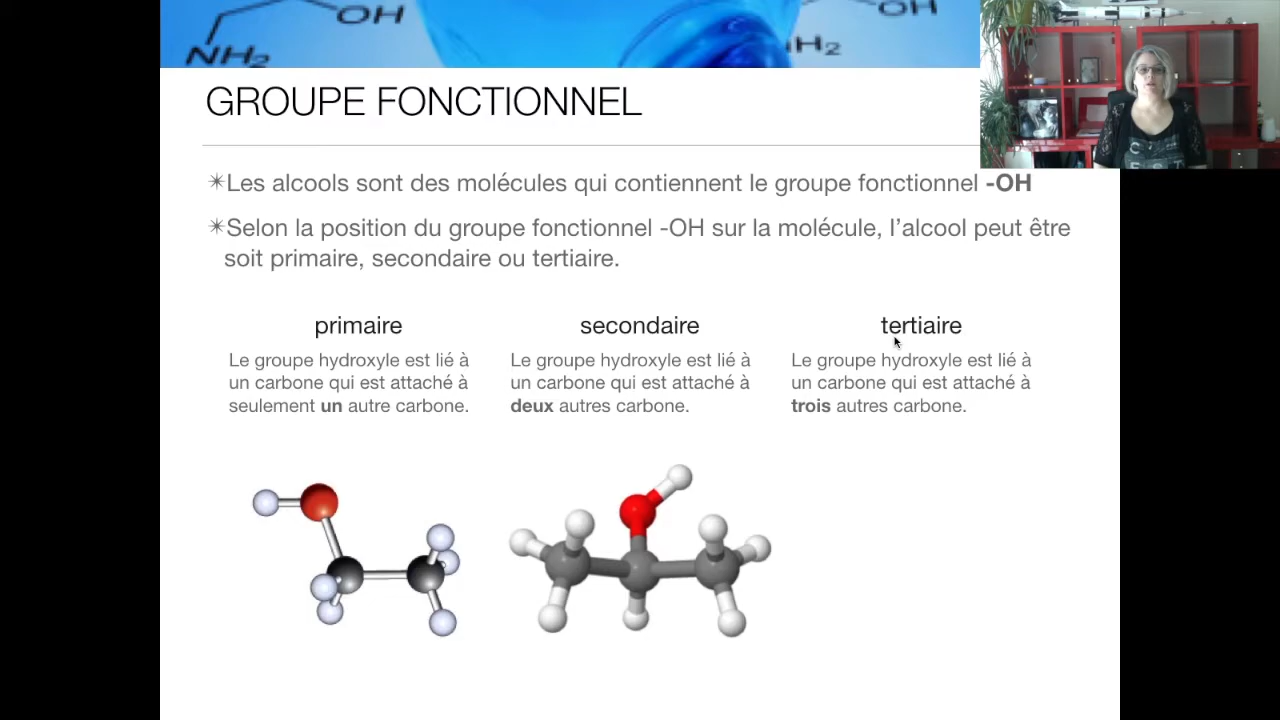 OH
NH₂
OH
H₂
GROUPE FONCTIONNEL
✴Les alcools sont des molécules qui contiennent le groupe fonctionnel -OH
✴Selon la position du groupe fonctionnel -OH sur la molécule, l’alcool peut être
soit primaire, secondaire ou tertiaire.
primaire
Le groupe hydroxyle est lié à
un carbone qui est attaché à
seulement un autre carbone.
secondaire
Le groupe hydroxyle est lié à
un carbone qui est attaché à
deux autres carbone.
tertiaire
Le groupe hydroxyle est lié à
un carbone qui est attaché à
trois autres carbone.